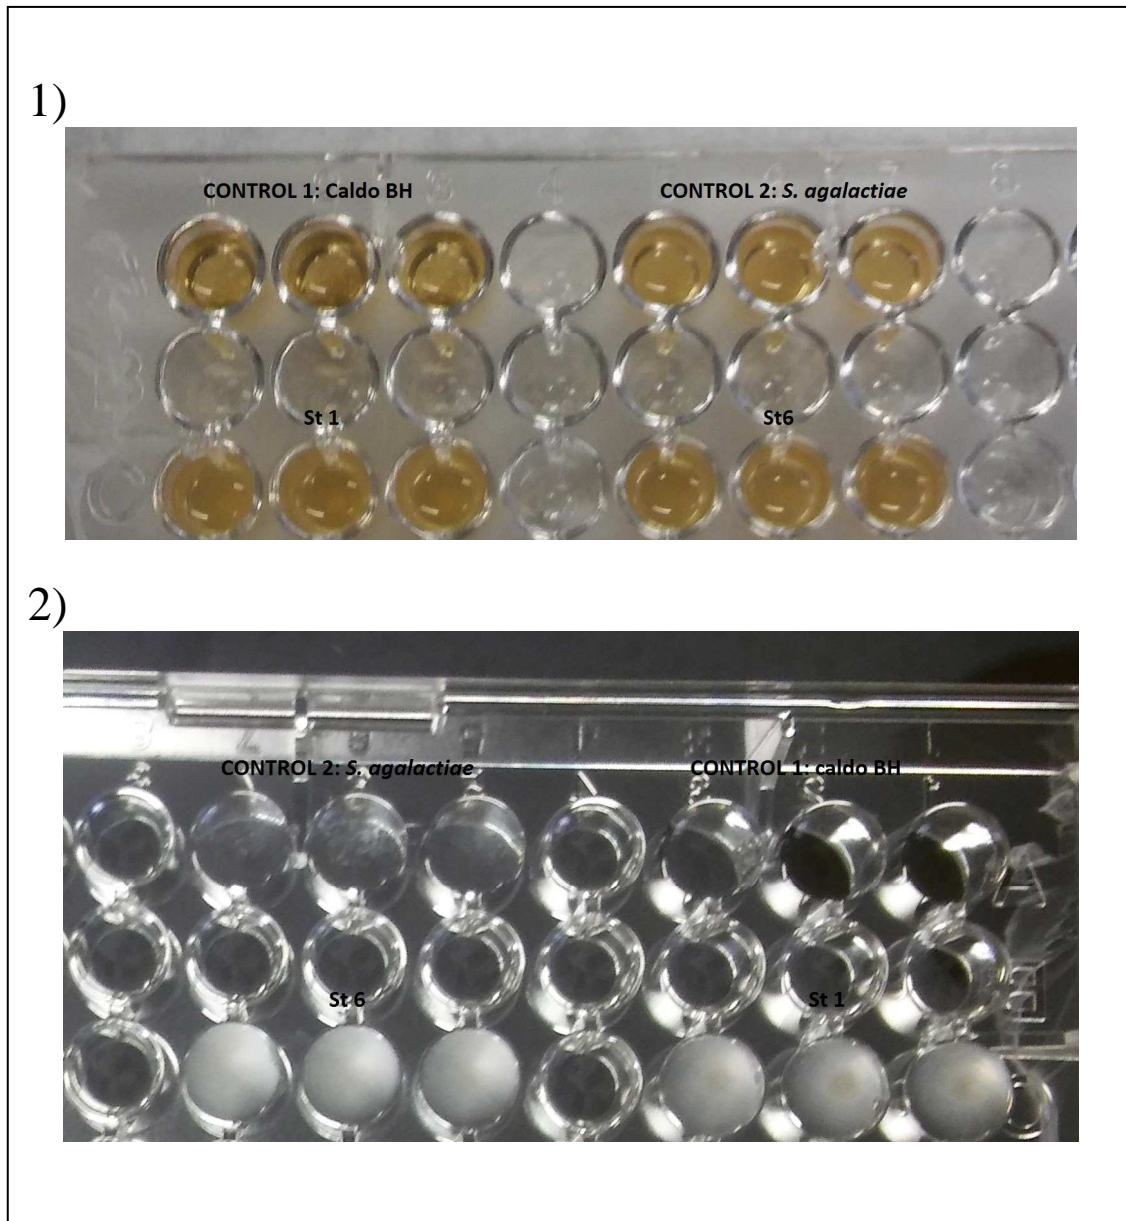 1)
CONTROL 1: Caldo BH
CONTROL 2: S. agalactiae
St 1
St6
2)
CONTROL 2: S. agalactiae
CONTROL 1: caldo BH
St 6
St 1
A